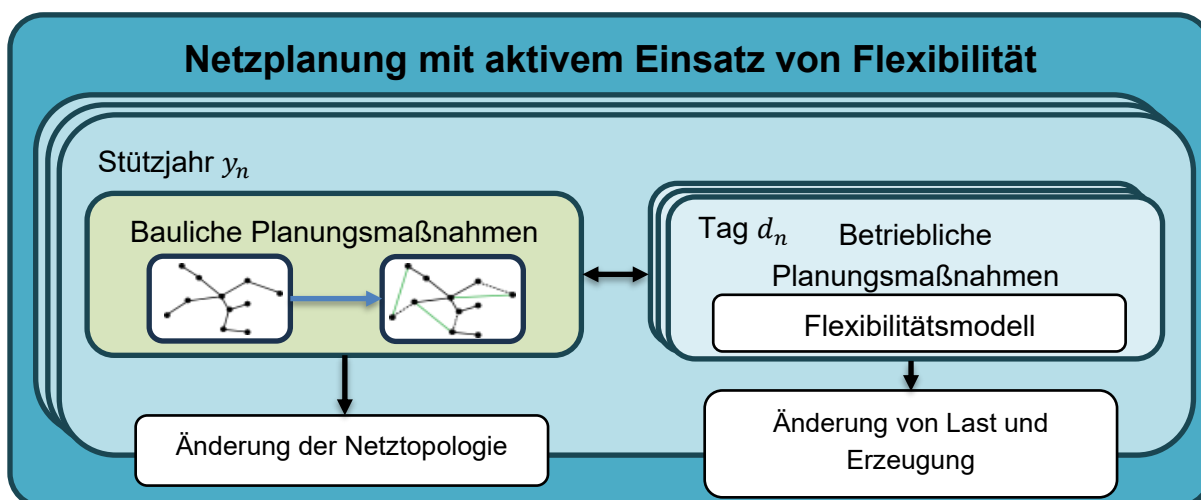 Netzplanung mit aktivem Einsatz von Flexibilität
Stützjahr yₙ
Bauliche Planungsmaßnahmen
Tag dₙ
Betriebliche
Planungsmaßnahmen
Flexibilitätsmodell
Änderung der Netztopologie
Änderung von Last und
Erzeugung